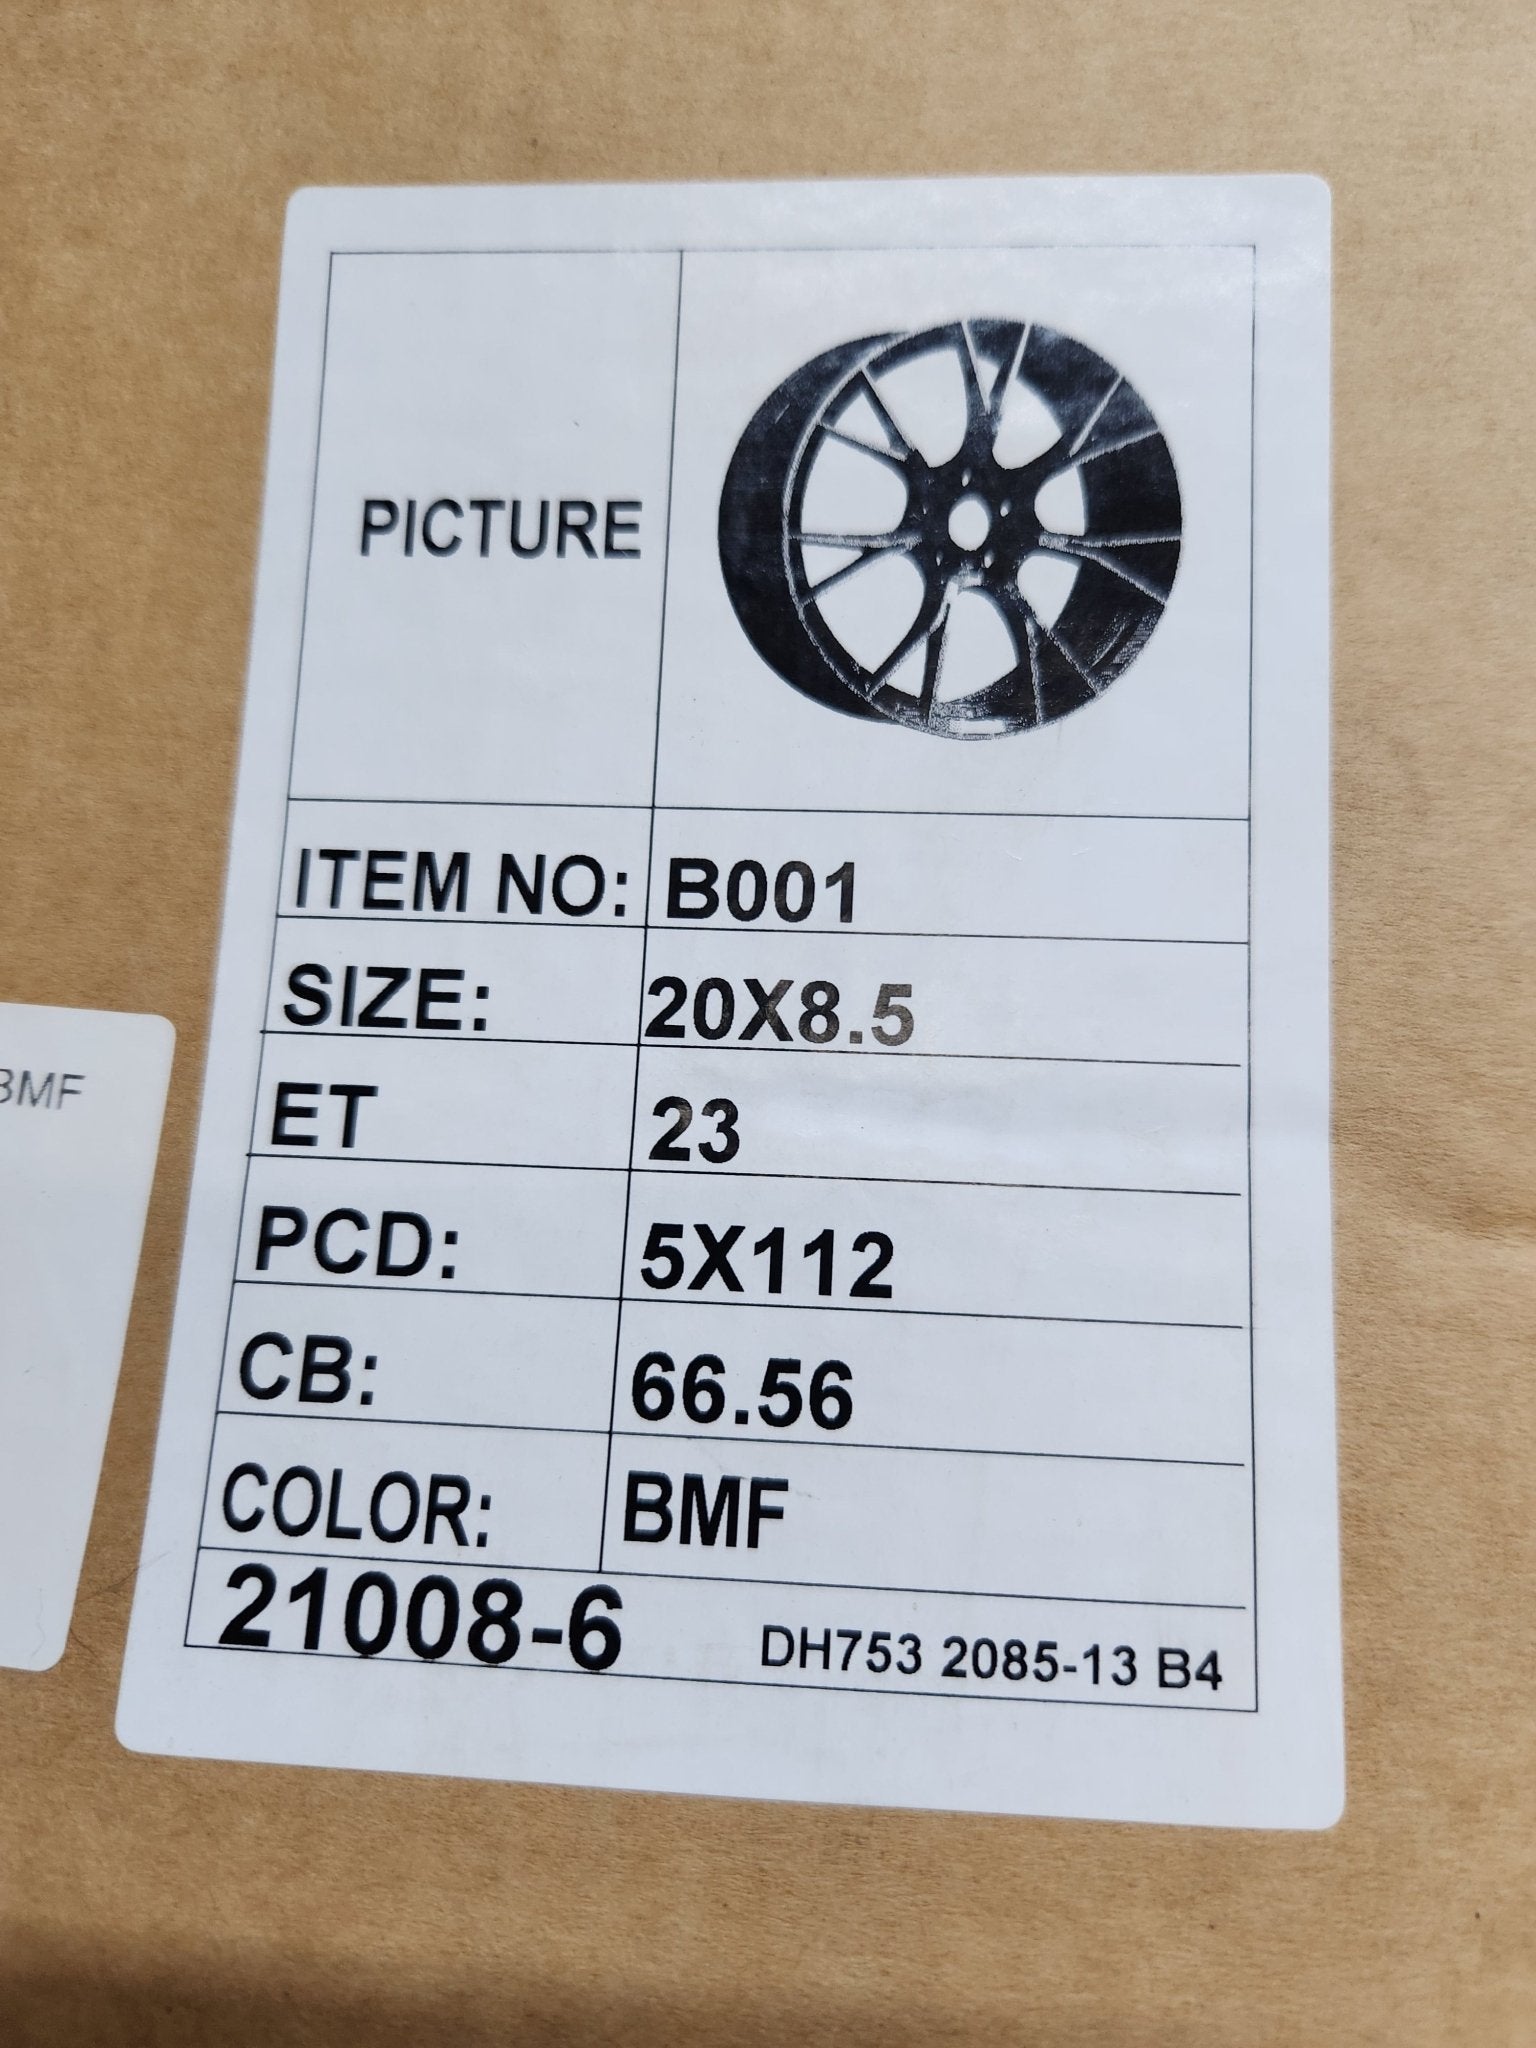 PICTURE
ITEM NO: B001
SIZE: 20X8.5
ET 23
PCD: 5X112
CB: 66.56
COLOR: BMF
21008-6 DH753 2085-13 B4
BMF